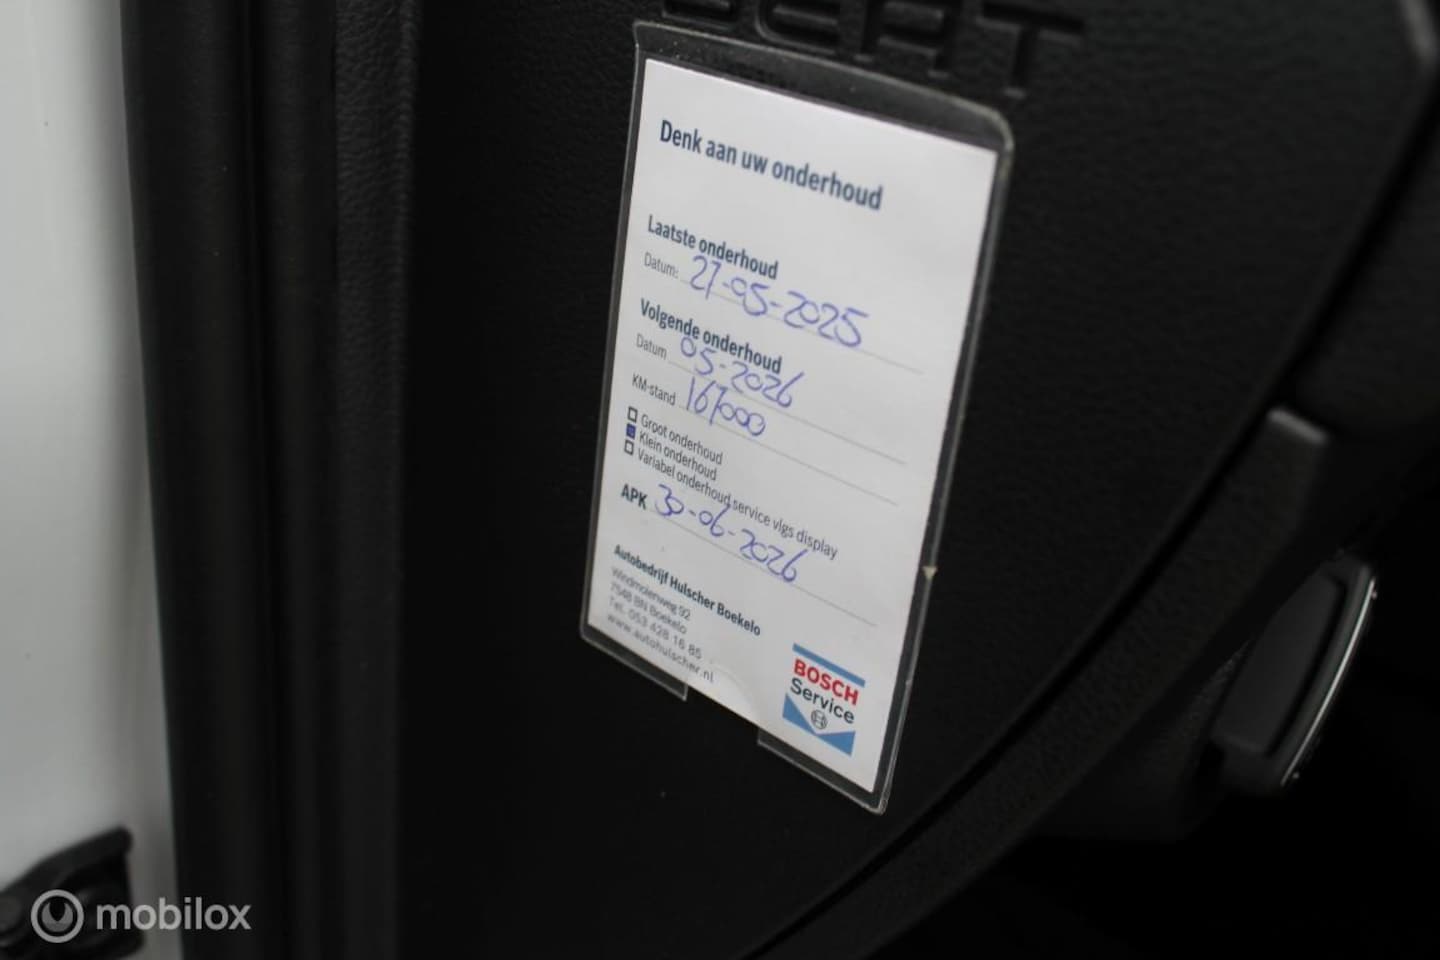 SEAT
Denk aan uw onderhoud
Laatste onderhoud
Datum: 27-05-2025
Volgende onderhoud
Datum 05-2026
KM-stand 167000
Groot onderhoud
Klein onderhoud
Variabel onderhoud service vlgs display
APK 30-06-2026
Autobedrijf Hulscher Boekelo
Windmolenweg 92
7548 BN Boekelo
Tel. 053 428 16 85
www.autohulscher.nl
BOSCH
Service
mobilox